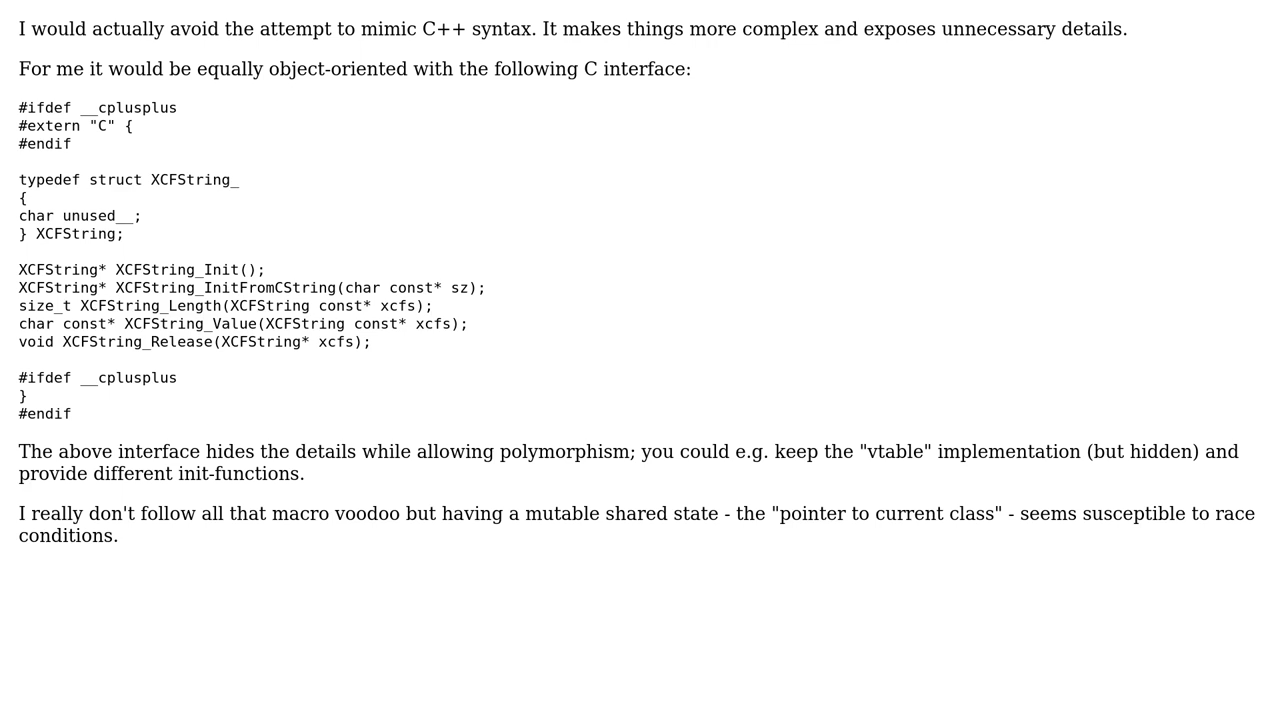 I would actually avoid the attempt to mimic C++ syntax. It makes things more complex and exposes unnecessary details.
For me it would be equally object-oriented with the following C interface:
#ifdef __cplusplus
#extern "C" {
#endif
typedef struct XCFString_
{
char unused__;
} XCFString;
XCFString* XCFString_Init();
XCFString* XCFString_InitFromCString(char const* sz);
size_t XCFString_Length(XCFString const* xcfs);
char const* XCFString_Value(XCFString const* xcfs);
void XCFString_Release(XCFString* xcfs);
#ifdef __cplusplus
}
#endif
The above interface hides the details while allowing polymorphism; you could e.g. keep the "vtable" implementation (but hidden) and
provide different init-functions.
I really don't follow all that macro voodoo but having a mutable shared state - the "pointer to current class" - seems susceptible to race
conditions.